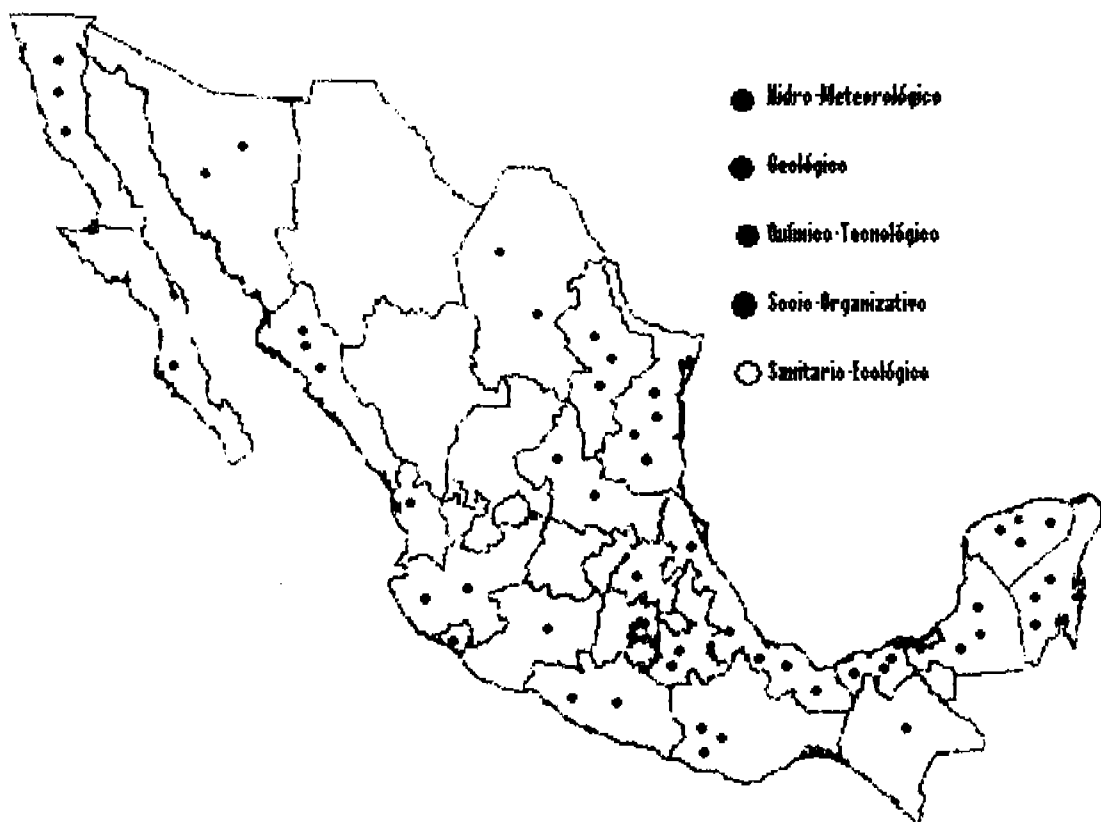 Hidro-Meteorológico
Geológico
Químico-Tecnológico
Socio-Organizativo
Sanitario-Ecológico